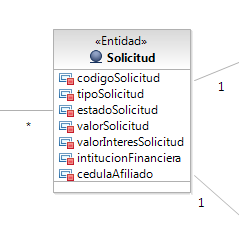 «Entidad»
Solicitud
codigoSolicitud
tipoSolicitud
estadoSolicitud
valorSolicitud
valorInteresSolicitud
intitucionFinanciera
cedulaAfiliado
1
*
1